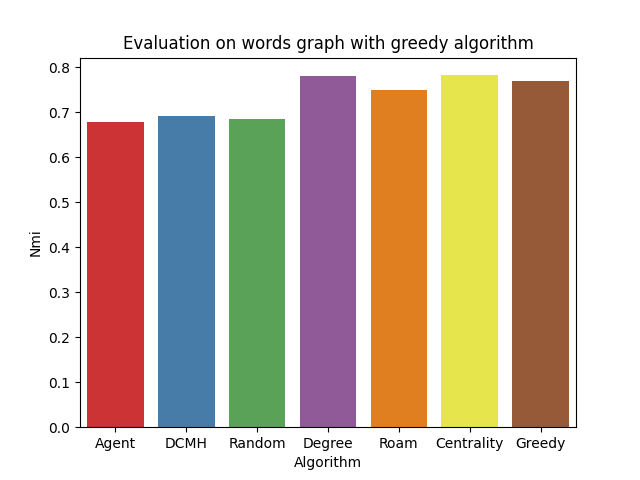 Evaluation on words graph with greedy algorithm
0.8
0.7
0.6
0.5
0.4
0.3
0.2
0.1
0.0
Nmi
Agent DCMH Random Degree Roam Centrality Greedy
Algorithm